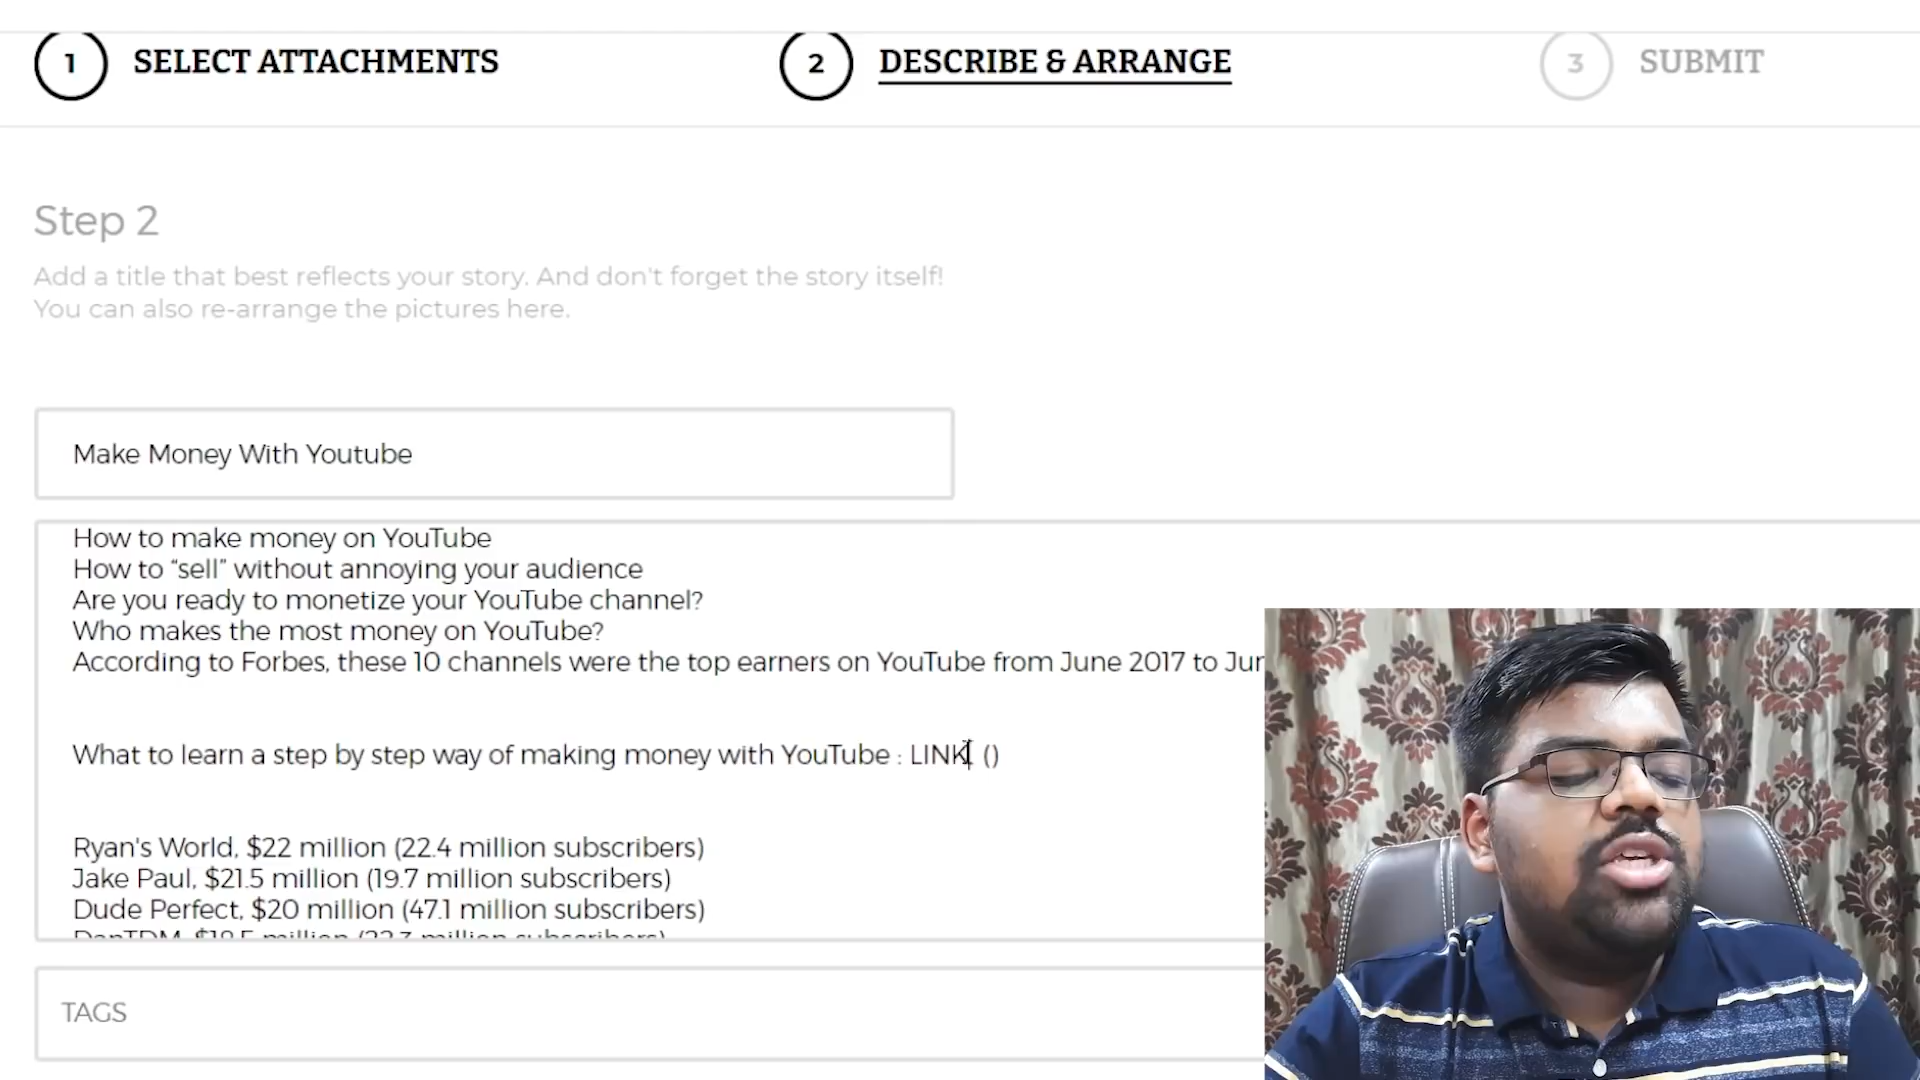 1 SELECT ATTACHMENTS
2 DESCRIBE & ARRANGE
3 SUBMIT
Step 2
Add a title that best reflects your story. And don't forget the story itself!
You can also re-arrange the pictures here.
Make Money With Youtube
How to make money on YouTube
How to “sell” without annoying your audience
Are you ready to monetize your YouTube channel?
Who makes the most money on YouTube?
According to Forbes, these 10 channels were the top earners on YouTube from June 2017 to
What to learn a step by step way of making money with YouTube : LINK ()
Ryan's World, $22 million (22.4 million subscribers)
Jake Paul, $21.5 million (19.7 million subscribers)
Dude Perfect, $20 million (47.1 million subscribers)
TAGS